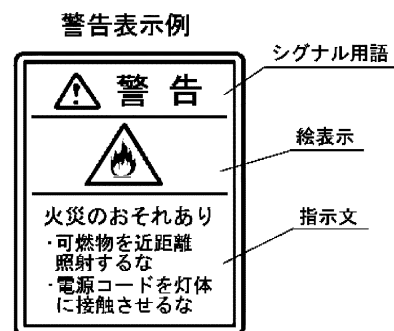 警告表示例
シグナル用語
警告
絵表示
火災のおそれあり
指示文
・可燃物を近距離
照射するな
・電源コードを灯体
に接触させるな